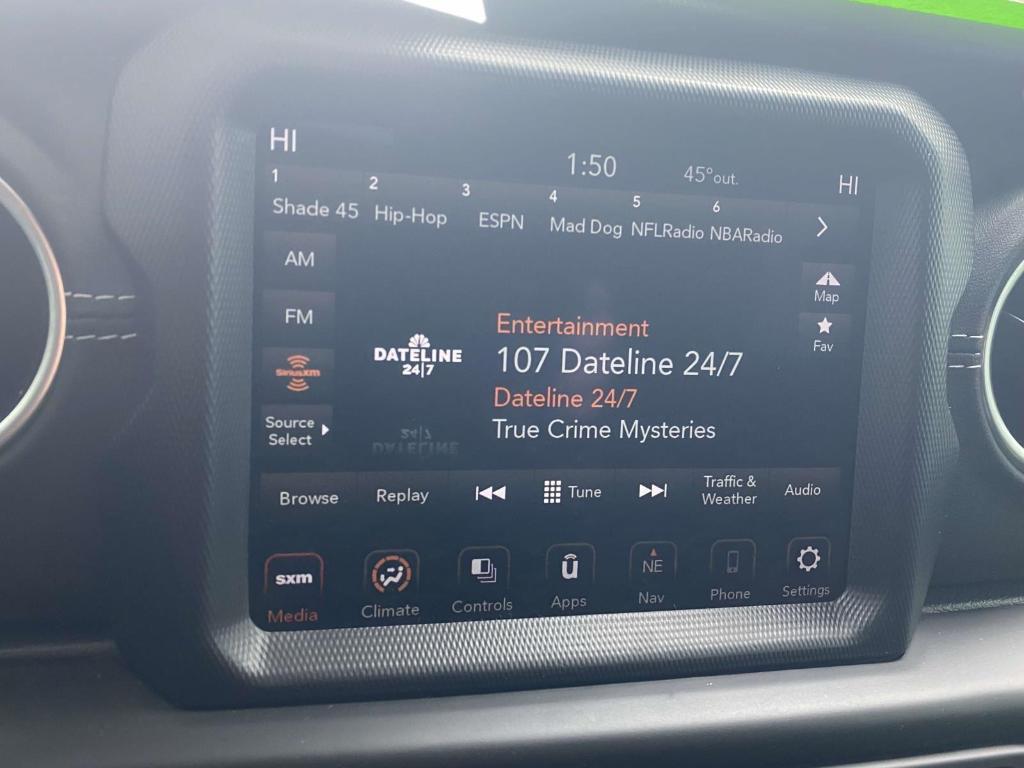 HI
1:50
45° out.
HI
1 2 3 4 5 6
Shade 45 Hip-Hop ESPN Mad Dog NFLRadio NBARadio
AM
FM
SiriusXM
Source
Select
Map
Fav
DATELINE
24|7
Entertainment
107 Dateline 24/7
Dateline 24/7
True Crime Mysteries
Browse Replay Tune Traffic &
Weather Audio
sxm
NE
Media Climate Controls Apps Nav Phone Settings